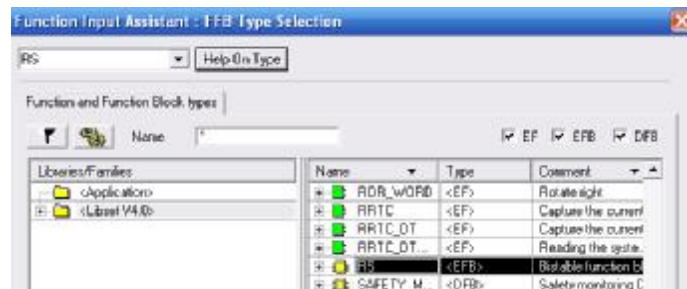 Function Input Assistant : FFB Type Selection
RS Help On Type
Function and Function Block types
Name * EF EFB DFB
Libraries/Families
<Application>
<Libset V4.0>
Name Type Comment
ROR_WORD <EF> Rotate right
RRTC <EF> Capture the current
RRTC_DT <EF> Capture the current
RRTC_DT... <EF> Reading the syste...
RS <EFB> Bistable function bl
SAFETY_M... <DFB> Safety monitoring D